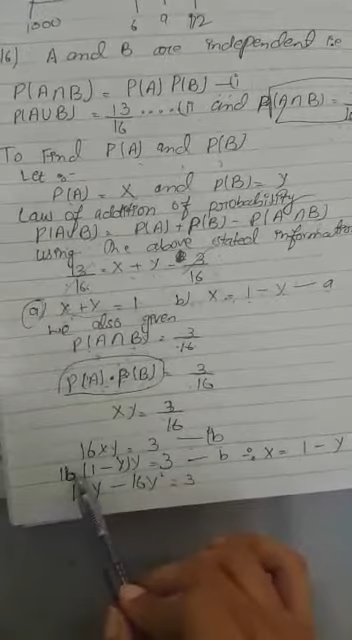 1000 6 9 12
16) A and B are independent i.e
P(A∩B) = P(A) P(B) —(i
P(A∪B) = 13/16 .....(ii and P(A∩B) =
To Find P(A) and P(B)
Let :-
P(A) = X and P(B) = Y
Law of addition of probability
P(A∪B) = P(A) + P(B) - P(A∩B)
using the above stated information
13/16 = X + Y - 3/16
(a) X + Y = 1 b) X = 1 - Y — a
we also given
P(A∩B) = 3/16
P(A) . P(B) = 3/16
XY = 3/16
16XY = 3 — (b
16 (1 - Y)Y = 3 — b ∴ X = 1 - Y
Y - 16Y² = 3